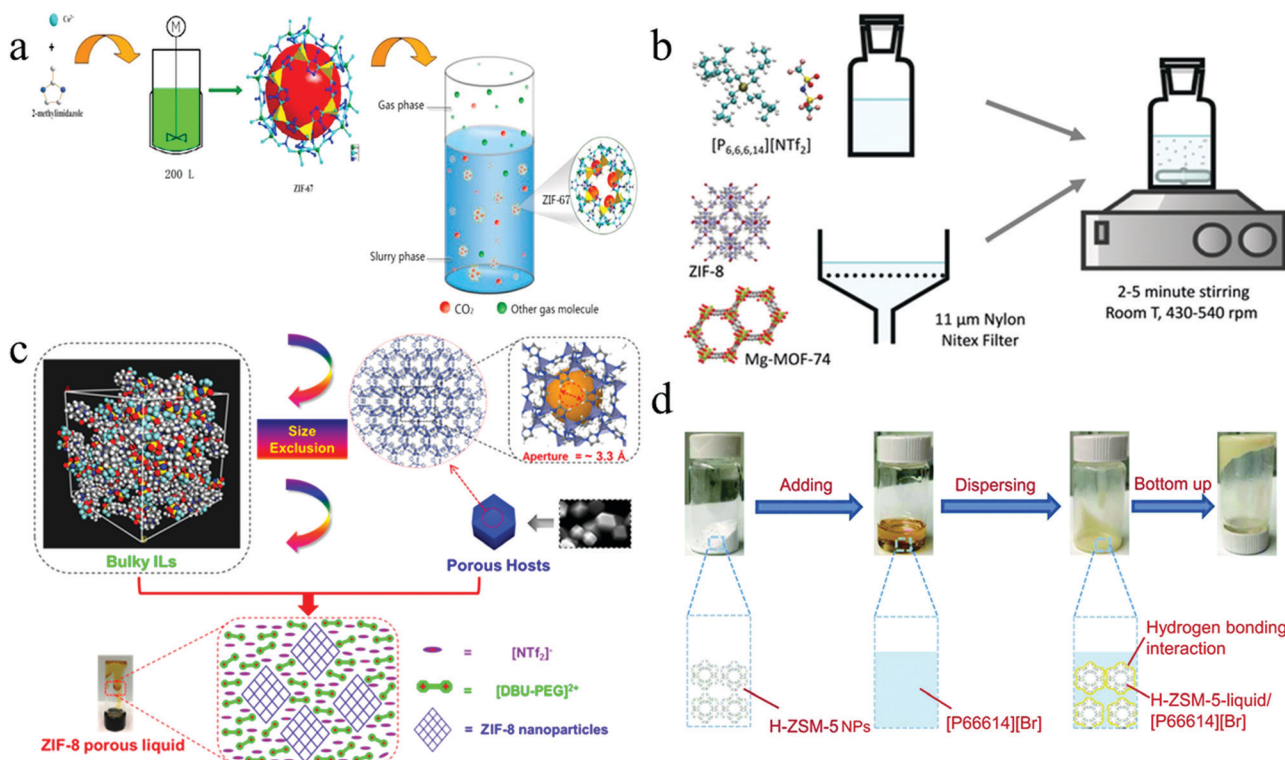 a
Co²⁺
+
2-methylimidazole
M
200 L
ZIF-47
Gas phase
ZIF-67
Slurry phase
CO₂
Other gas molecule
b
[P₆,₆,₆,₁₄][NTf₂]
ZIF-8
Mg-MOF-74
11 μm Nylon
Nitex Filter
2-5 minute stirring
Room T, 430-540 rpm
c
Size
Exclusion
Aperture = ~ 3.3 Å
Bulky ILs
Porous Hosts
ZIF-8 porous liquid
= [NTf₂]⁻
= [DBU-PEG]²⁺
= ZIF-8 nanoparticles
d
Adding
Dispersing
Bottom up
H-ZSM-5 NPs
[P66614][Br]
Hydrogen bonding
interaction
H-ZSM-5-liquid/
[P66614][Br]